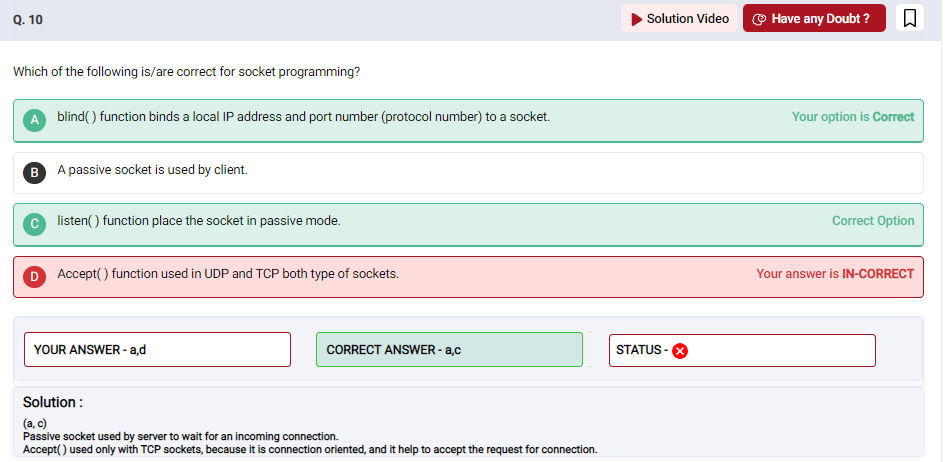 Q. 10
Solution Video
Have any Doubt ?
Which of the following is/are correct for socket programming?
A
blind( ) function binds a local IP address and port number (protocol number) to a socket.
Your option is Correct
B
A passive socket is used by client.
C
listen( ) function place the socket in passive mode.
Correct Option
D
Accept( ) function used in UDP and TCP both type of sockets.
Your answer is IN-CORRECT
YOUR ANSWER - a,d
CORRECT ANSWER - a,c
STATUS -
Solution :
(a, c)
Passive socket used by server to wait for an incoming connection.
Accept( ) used only with TCP sockets, because it is connection oriented, and it help to accept the request for connection.